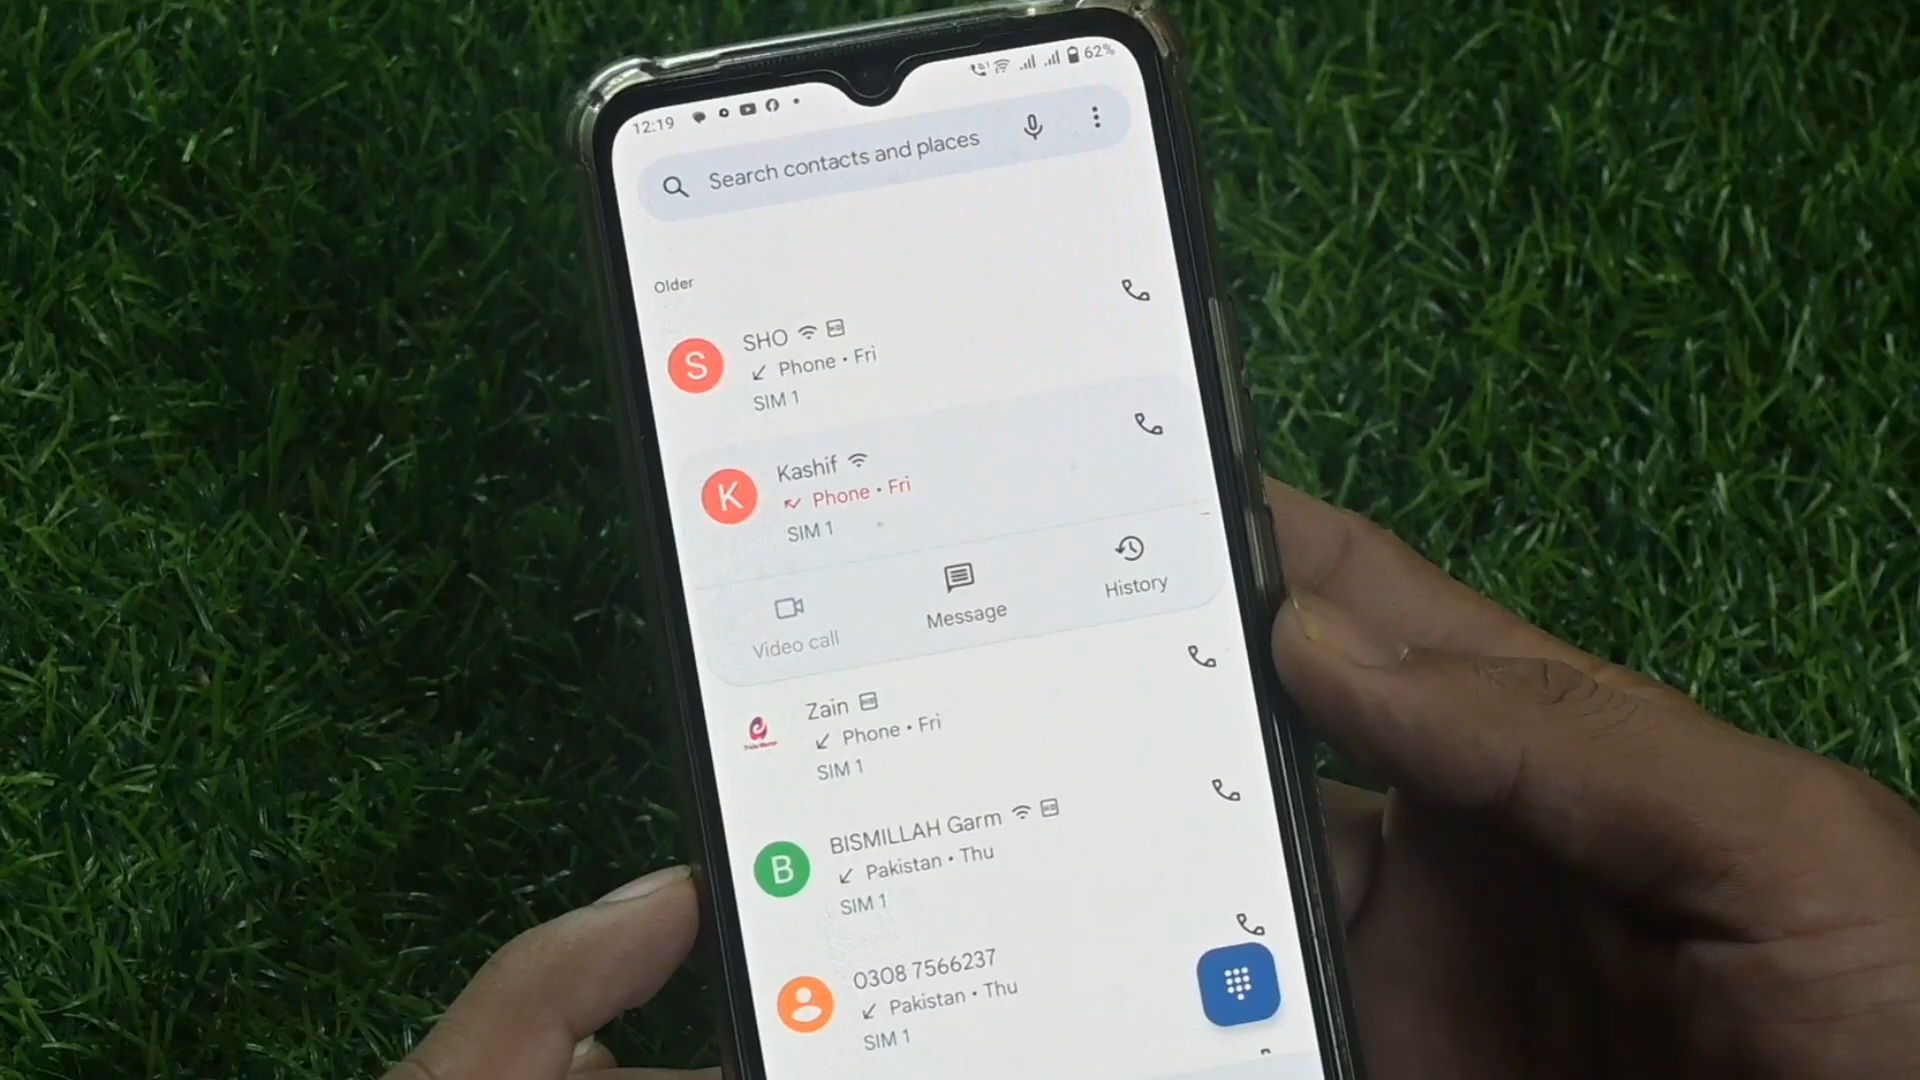 12:19
62%
Search contacts and places
Older
S
SHO
Phone • Fri
SIM 1
K
Kashif
Phone • Fri
SIM 1
Video call
Message
History
Zain
Phone • Fri
SIM 1
B
BISMILLAH Garm
Pakistan • Thu
SIM 1
0308 7566237
Pakistan • Thu
SIM 1